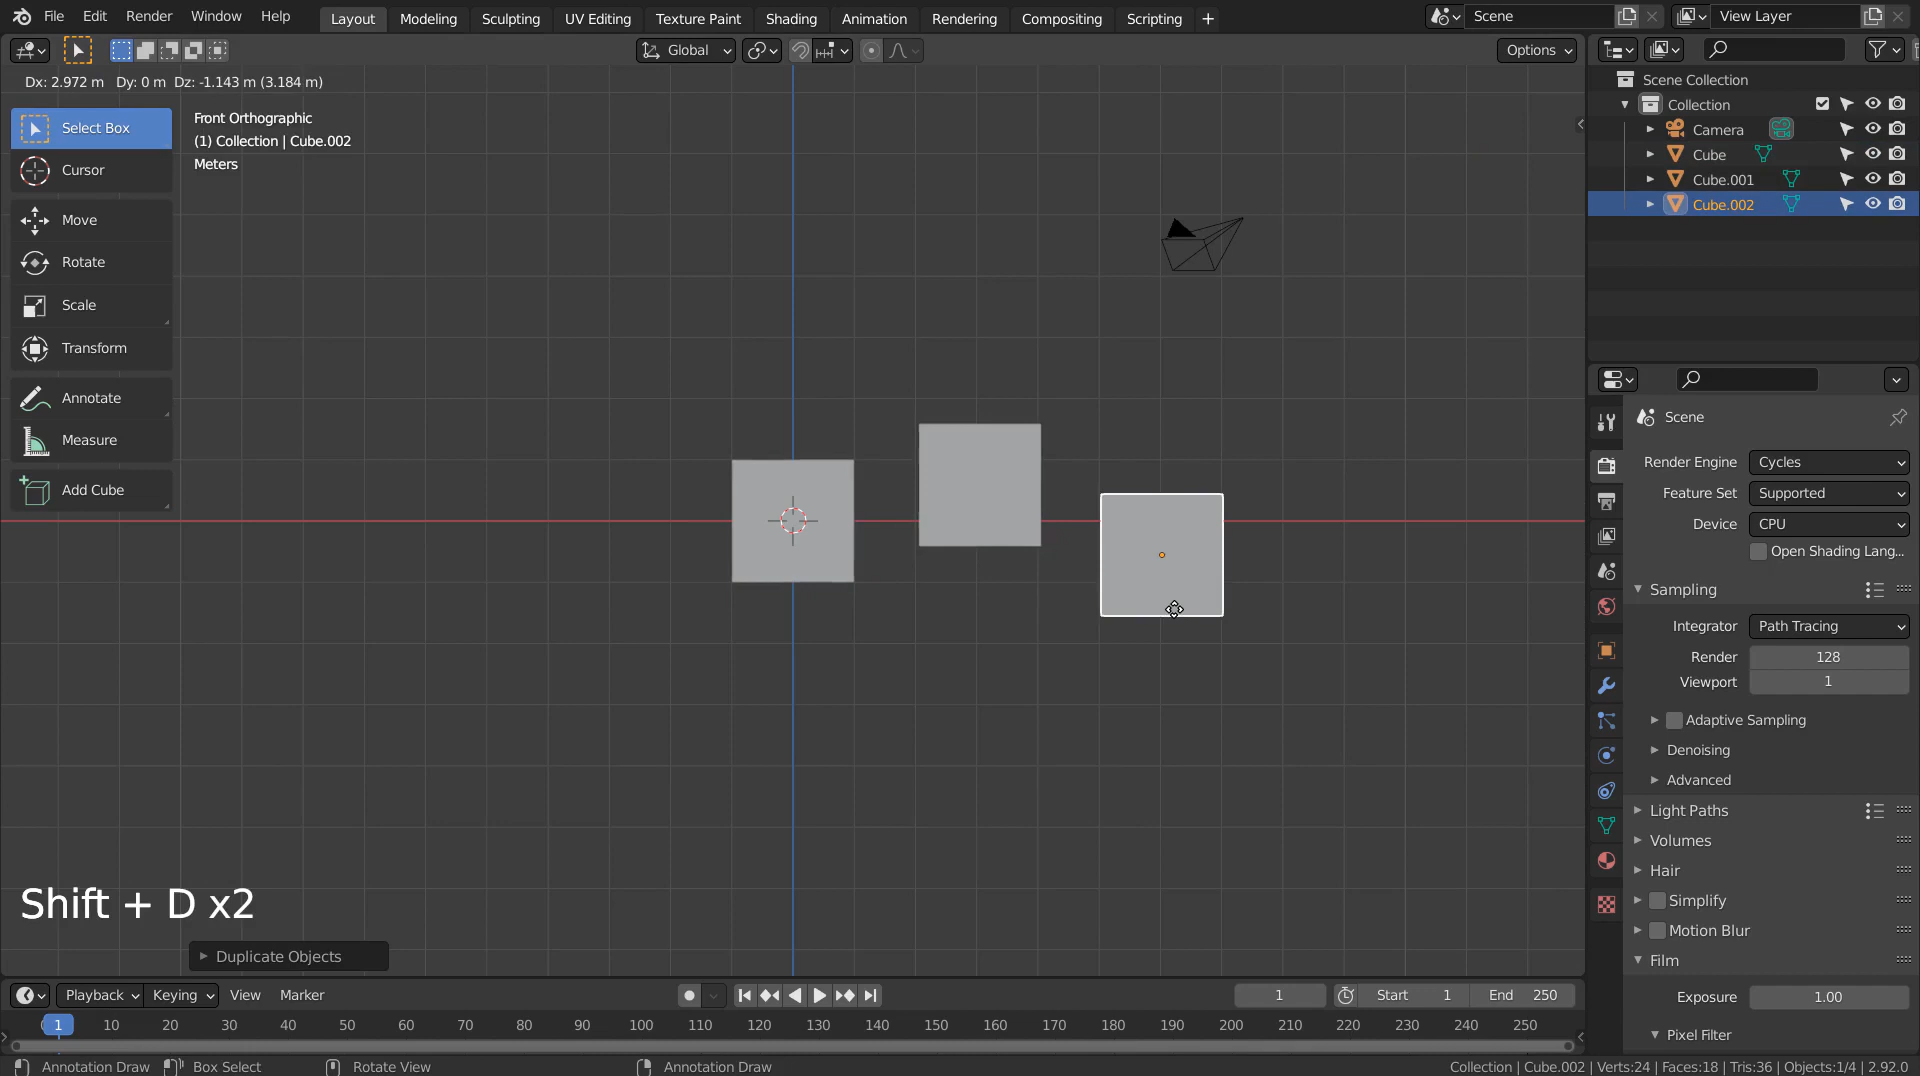 File Edit Render Window Help Layout Modeling Sculpting UV Editing Texture Paint Shading Animation Rendering Compositing Scripting + Scene View Layer
Global Options
Dx: 2.972 m Dy: 0 m Dz: -1.143 m (3.184 m)
Select Box
Cursor
Move
Rotate
Scale
Transform
Annotate
Measure
Add Cube
Front Orthographic
(1) Collection | Cube.002
Meters
Shift + D x2
Duplicate Objects
Scene Collection
Collection
Camera
Cube
Cube.001
Cube.002
Scene
Render Engine Cycles
Feature Set Supported
Device CPU
Open Shading Lang...
Sampling
Integrator Path Tracing
Render 128
Viewport 1
Adaptive Sampling
Denoising
Advanced
Light Paths
Volumes
Hair
Simplify
Motion Blur
Film
Exposure 1.00
Pixel Filter
Playback Keying View Marker 1 Start 1 End 250
1 10 20 30 40 50 60 70 80 90 100 110 120 130 140 150 160 170 180 190 200 210 220 230 240 250
Annotation Draw Box Select Rotate View Annotation Draw Collection | Cube.002 | Verts:24 | Faces:18 | Tris:36 | Objects:1/4 | 2.92.0